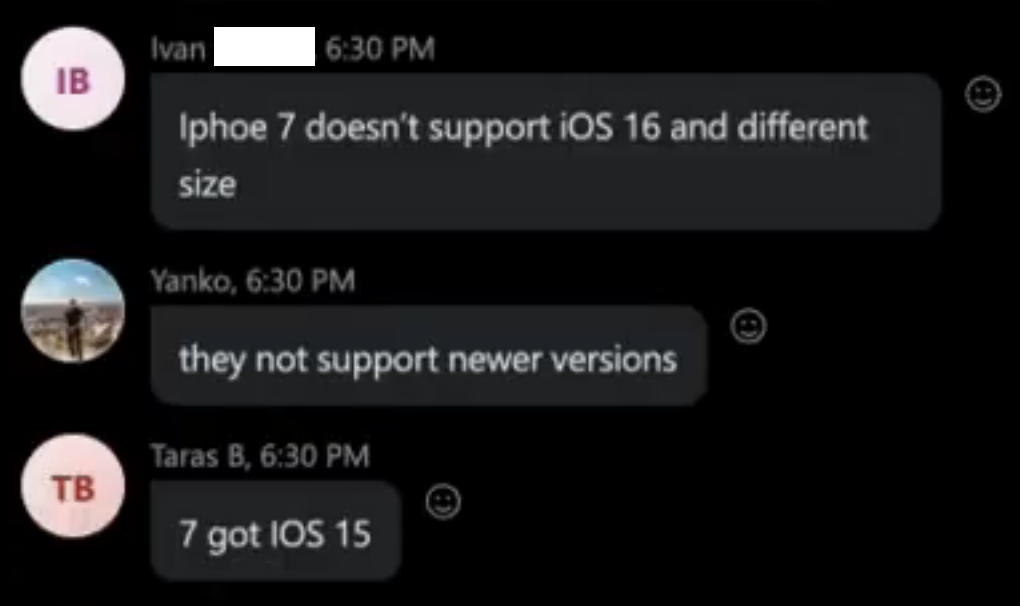 IB
Ivan , 6:30 PM
Iphoe 7 doesn't support iOS 16 and different
size
Yanko, 6:30 PM
they not support newer versions
TB
Taras B, 6:30 PM
7 got IOS 15